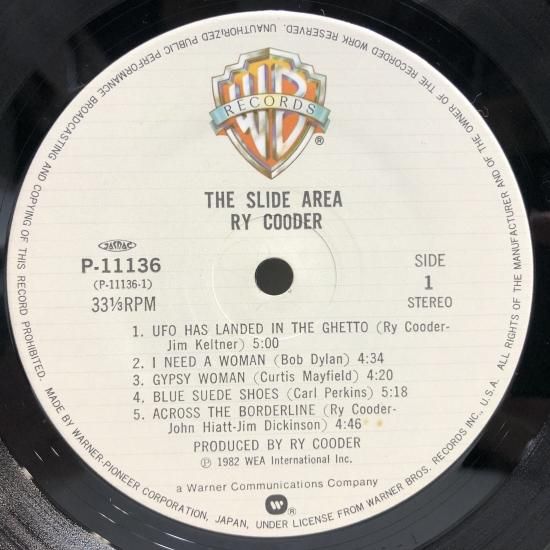 WB
RECORDS
®
THE SLIDE AREA
RY COODER
JASRAC
P-11136
(P-11136-1)
33⅓RPM
SIDE
1
STEREO
1. UFO HAS LANDED IN THE GHETTO (Ry Cooder-
Jim Keltner) 5:00
2. I NEED A WOMAN (Bob Dylan) 4:34
3. GYPSY WOMAN (Curtis Mayfield) 4:20
4. BLUE SUEDE SHOES (Carl Perkins) 5:18
5. ACROSS THE BORDERLINE (Ry Cooder-
John Hiatt-Jim Dickinson) 4:46
PRODUCED BY RY COODER
Ⓟ 1982 WEA International Inc.
a Warner Communications Company
®
MADE BY WARNER-PIONEER CORPORATION, JAPAN, UNDER LICENSE FROM WARNER BROS. RECORDS INC., U.S.A. ALL RIGHTS OF THE MANUFACTURER AND OF THE OWNER OF THE RECORDED WORK RESERVED. UNAUTHORIZED PUBLIC PERFORMANCE BROADCASTING AND COPYING OF THIS RECORD PROHIBITED.